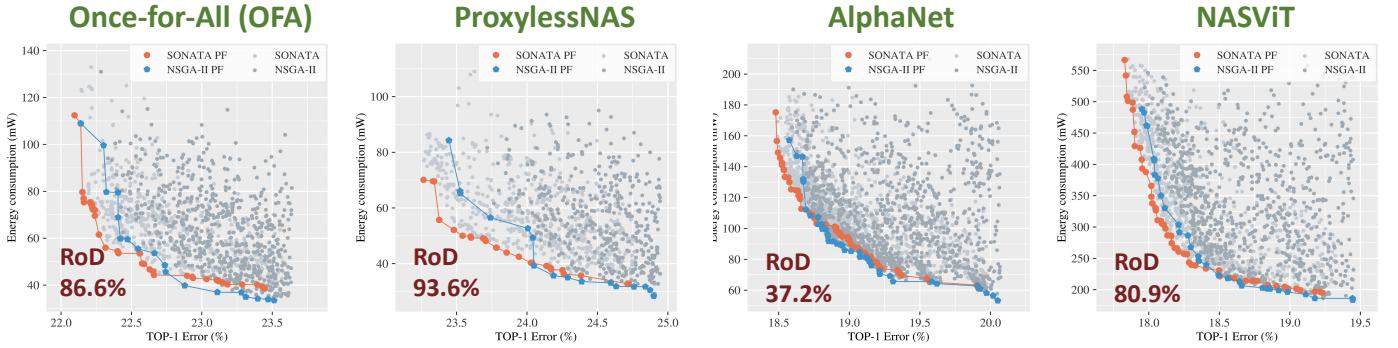 Once-for-All (OFA)
140
120
100
80
60
40
22.0
22.5
23.0
23.5
Energy consumption (mW)
TOP-1 Error (%)
SONATA PF
NSGA-II PF
SONATA
NSGA-II
RoD
86.6%
ProxylessNAS
100
80
60
40
23.5
24.0
24.5
25.0
Energy consumption (mW)
TOP-1 Error (%)
SONATA PF
NSGA-II PF
SONATA
NSGA-II
RoD
93.6%
AlphaNet
200
180
160
140
120
100
80
60
18.5
19.0
19.5
20.0
TOP-1 Error (%)
SONATA PF
NSGA-II PF
SONATA
NSGA-II
RoD
37.2%
NASViT
550
500
450
400
350
300
250
200
18.0
18.5
19.0
19.5
Energy consumption (mW)
TOP-1 Error (%)
SONATA PF
NSGA-II PF
SONATA
NSGA-II
RoD
80.9%